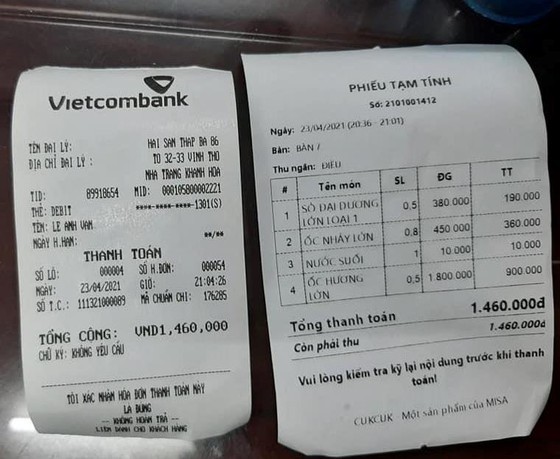 Vietcombank
TÊN ĐẠI LÝ: HAI SAN THAP BA 86
ĐỊA CHỈ ĐẠI LÝ : TO 32-33 VINH THO
NHA TRANG KHANH HOA
TID: 89918654 MID: 000105800002221
THẺ: DEBIT ****-****-****-1301(S)
TÊN: LE ANH VAM
NGÀY H.HẠN: **/**
THANH TOÁN
SỐ LÔ: 000004 SỐ H.ĐƠN: 000054
NGÀY: 23/04/2021 GIỜ: 21:04:26
SỐ T.C.: 111321000089 MÃ CHUẨN CHI: 176285
TỔNG CỘNG: VND1,460,000
CHỮ KÝ: KHÔNG YÊU CẦU
TÔI XÁC NHẬN HÓA ĐƠN THANH TOÁN NÀY
LÀ ĐÚNG
-- KHÔNG HOÀN TRẢ --
LIÊN DÀNH CHO KHÁCH HÀNG
PHIẾU TẠM TÍNH
Số: 2101001412
Ngày: 23/04/2021 (20:36 - 21:01)
Bàn: BÀN 7
Thu ngân: ĐIỀU
# Tên món SL ĐG TT
1 SÒ ĐẠI DƯƠNG LỚN LOẠI 1 0,5 380.000 190.000
2 ỐC NHẢY LỚN 0,8 450.000 360.000
3 NƯỚC SUỐI 1 10.000 10.000
4 ỐC HƯƠNG LỚN 0,5 1.800.000 900.000
Tổng thanh toán 1.460.000đ
Còn phải thu 1.460.000đ
Vui lòng kiểm tra kỹ lại nội dung trước khi thanh
toán!
CUKCUK - Một sản phẩm của MISA